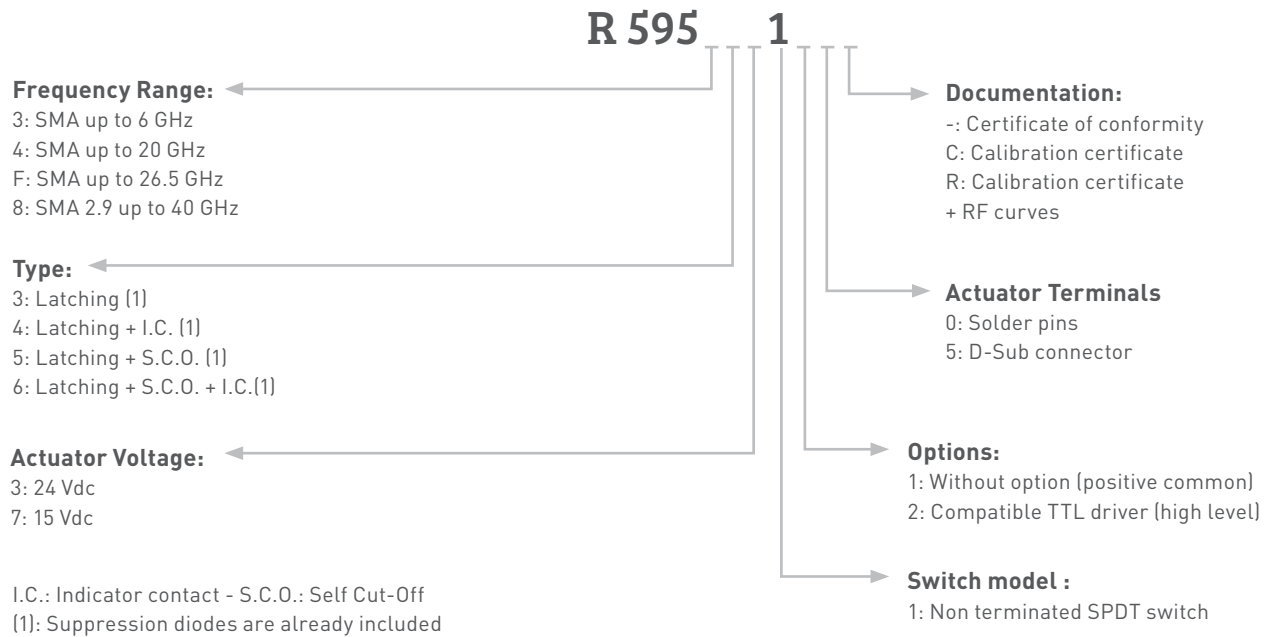 R 595 _ _ _ 1 _ _ _
Frequency Range:
3: SMA up to 6 GHz
4: SMA up to 20 GHz
F: SMA up to 26.5 GHz
8: SMA 2.9 up to 40 GHz
Type:
3: Latching (1)
4: Latching + I.C. (1)
5: Latching + S.C.O. (1)
6: Latching + S.C.O. + I.C.(1)
Actuator Voltage:
3: 24 Vdc
7: 15 Vdc
I.C.: Indicator contact - S.C.O.: Self Cut-Off
(1): Suppression diodes are already included
Documentation:
-: Certificate of conformity
C: Calibration certificate
R: Calibration certificate
+ RF curves
Actuator Terminals
0: Solder pins
5: D-Sub connector
Options:
1: Without option (positive common)
2: Compatible TTL driver (high level)
Switch model :
1: Non terminated SPDT switch